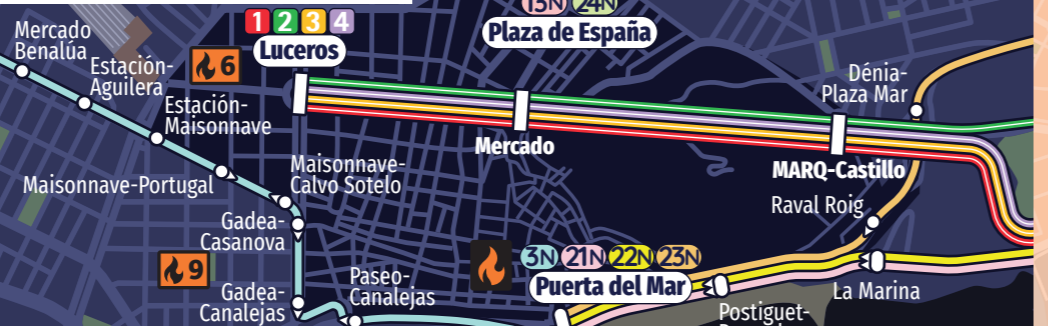 13N 24N
Plaza de España
1 2 3 4
Luceros
Mercado
Benalúa
Estación-
Aguilera
6
Estación-
Maisonnave
Dénia-
Plaza Mar
Mercado
MARQ-Castillo
Maisonnave-Portugal
Maisonnave-
Calvo Sotelo
Raval Roig
Gadea-
Casanova
9
3N 21N 22N 23N
Puerta del Mar
Paseo-
Canalejas
Gadea-
Canalejas
La Marina
Postiguet-